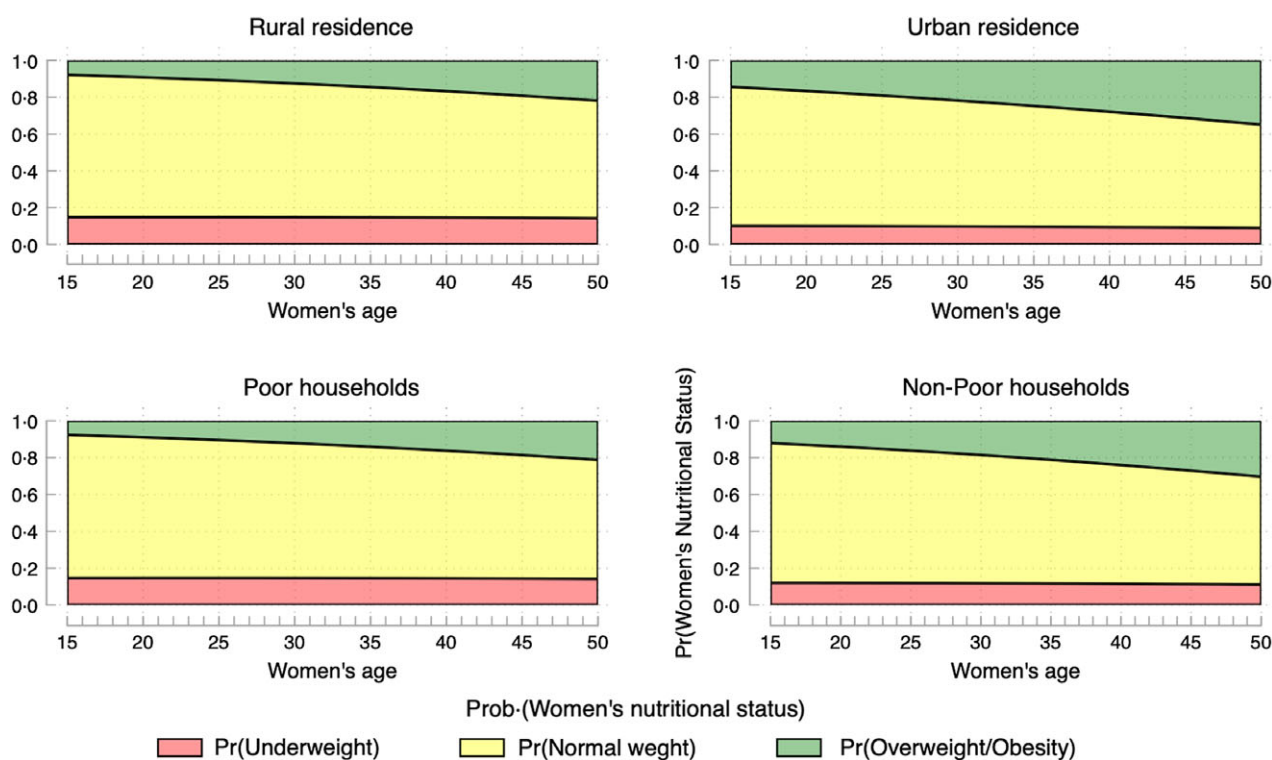 Rural residence
1·0
0·8
0·6
0·4
0·2
0·0
15 20 25 30 35 40 45 50
Women's age
Urban residence
1·0
0·8
0·6
0·4
0·2
0·0
15 20 25 30 35 40 45 50
Women's age
Poor households
1·0
0·8
0·6
0·4
0·2
0·0
15 20 25 30 35 40 45 50
Women's age
Pr(Women's Nutritional Status)
Non-Poor households
1·0
0·8
0·6
0·4
0·2
0·0
15 20 25 30 35 40 45 50
Women's age
Prob·(Women's nutritional status)
Pr(Underweight) Pr(Normal weght) Pr(Overweight/Obesity)